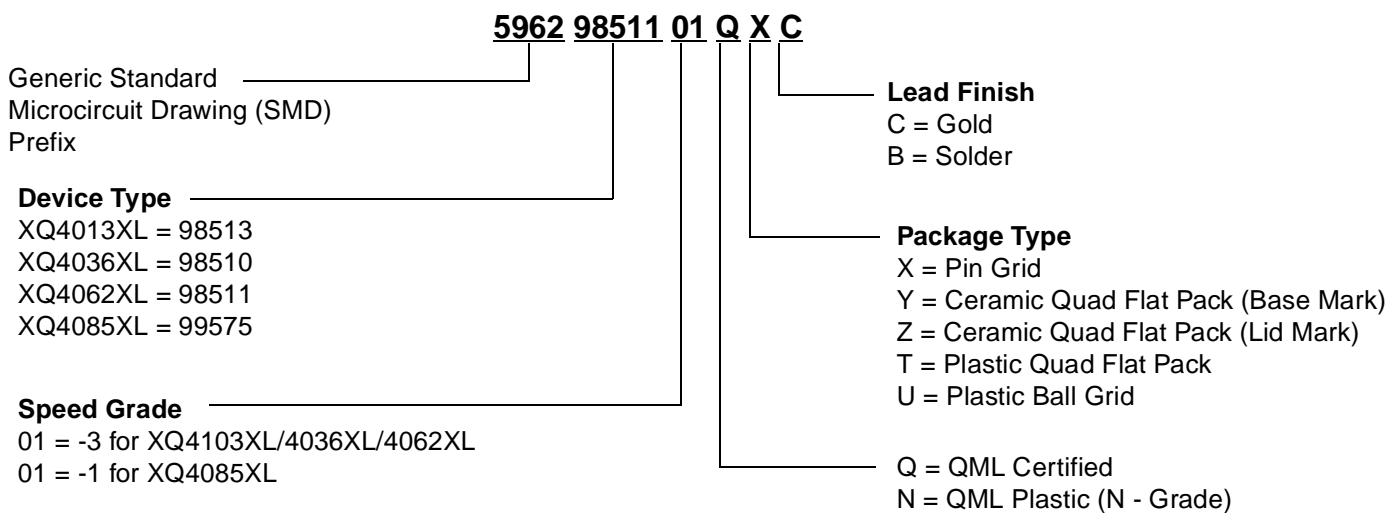 5962 98511 01 Q X C
Generic Standard
Microcircuit Drawing (SMD)
Prefix
Device Type
XQ4013XL = 98513
XQ4036XL = 98510
XQ4062XL = 98511
XQ4085XL = 99575
Speed Grade
01 = -3 for XQ4103XL/4036XL/4062XL
01 = -1 for XQ4085XL
Lead Finish
C = Gold
B = Solder
Package Type
X = Pin Grid
Y = Ceramic Quad Flat Pack (Base Mark)
Z = Ceramic Quad Flat Pack (Lid Mark)
T = Plastic Quad Flat Pack
U = Plastic Ball Grid
Q = QML Certified
N = QML Plastic (N - Grade)